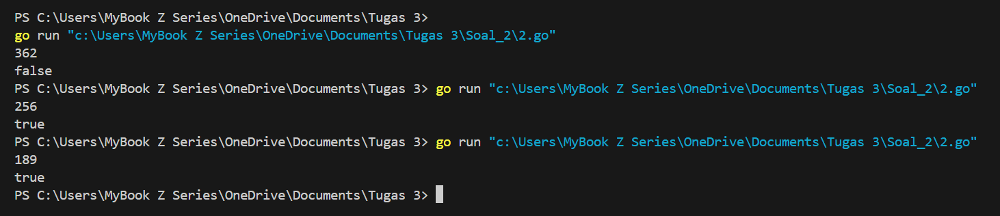 PS C:\Users\MyBook Z Series\OneDrive\Documents\Tugas 3>
go run "c:\Users\MyBook Z Series\OneDrive\Documents\Tugas 3\Soal_2\2.go"
362
false
PS C:\Users\MyBook Z Series\OneDrive\Documents\Tugas 3> go run "c:\Users\MyBook Z Series\OneDrive\Documents\Tugas 3\Soal_2\2.go"
256
true
PS C:\Users\MyBook Z Series\OneDrive\Documents\Tugas 3> go run "c:\Users\MyBook Z Series\OneDrive\Documents\Tugas 3\Soal_2\2.go"
189
true
PS C:\Users\MyBook Z Series\OneDrive\Documents\Tugas 3>